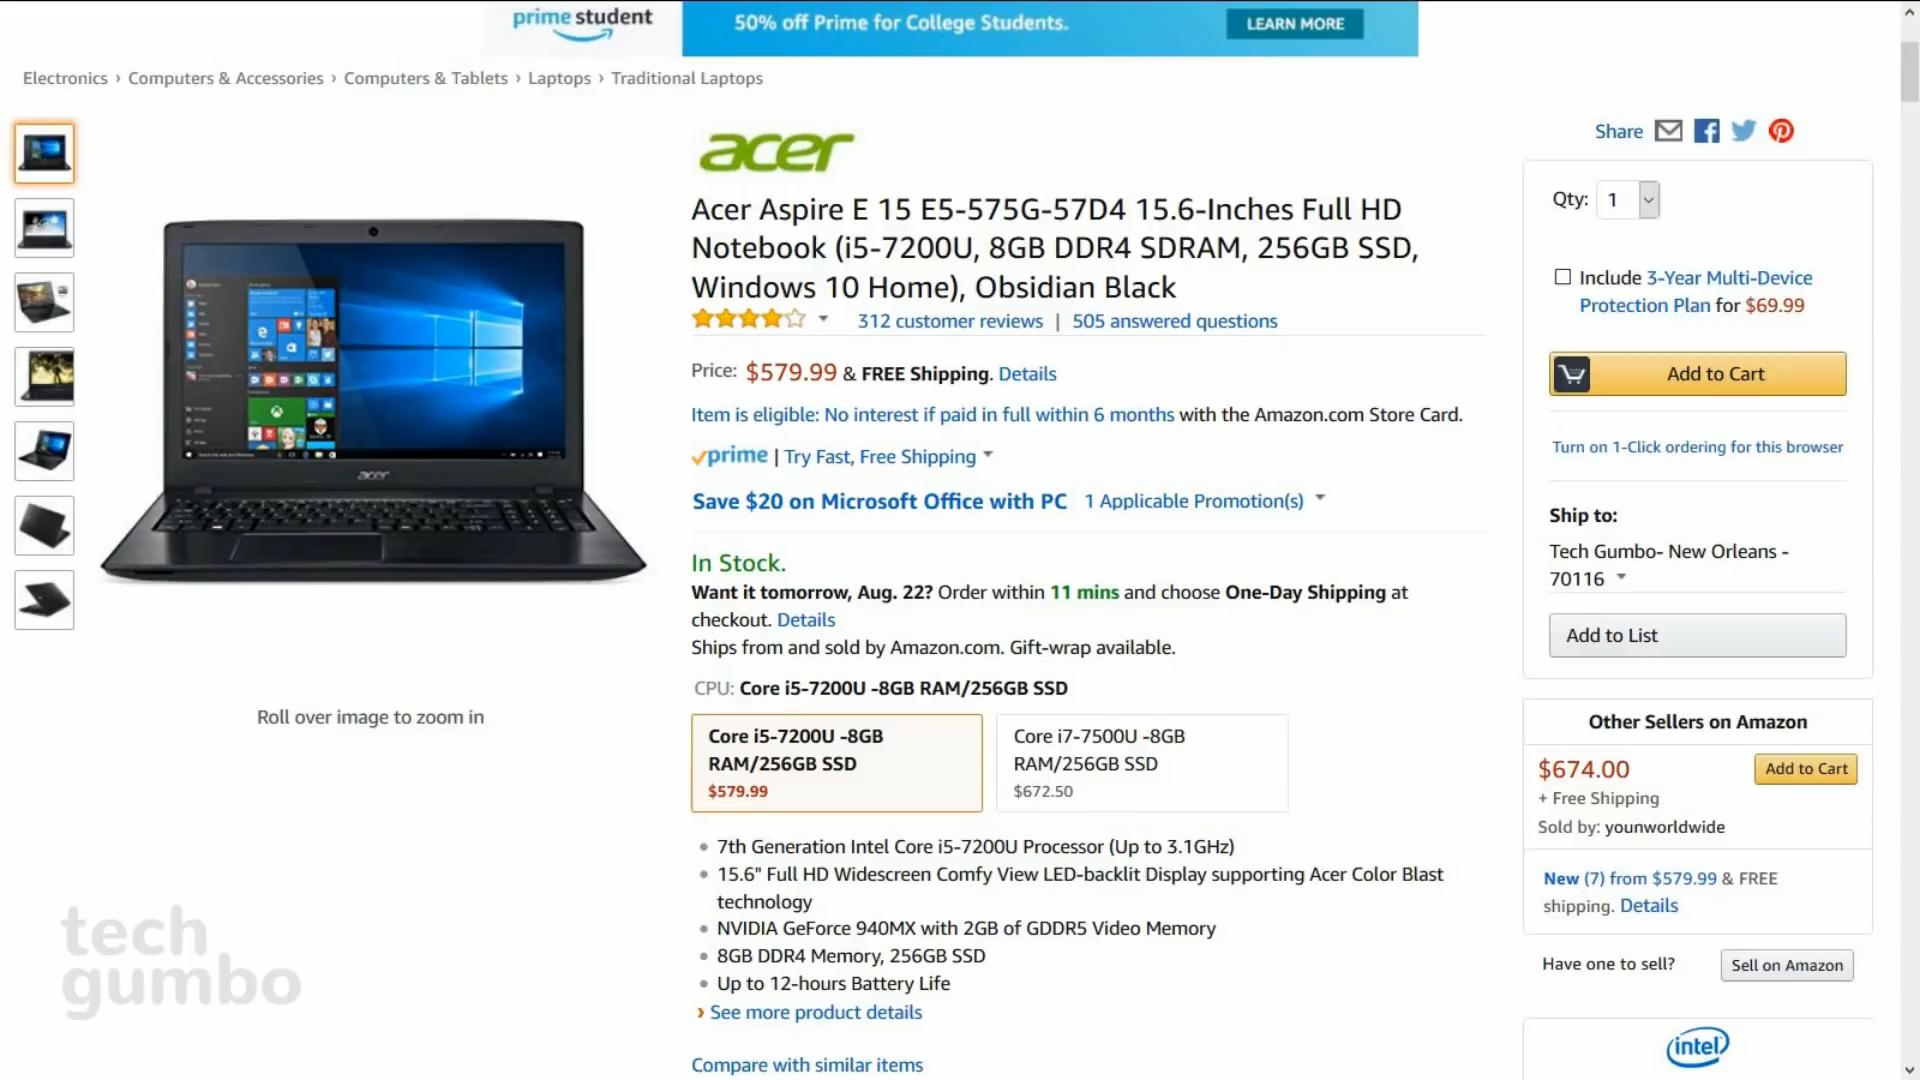 prime student
50% off Prime for College Students.
LEARN MORE
Electronics › Computers & Accessories › Computers & Tablets › Laptops › Traditional Laptops
Share
acer
Acer Aspire E 15 E5-575G-57D4 15.6-Inches Full HD
Notebook (i5-7200U, 8GB DDR4 SDRAM, 256GB SSD,
Windows 10 Home), Obsidian Black
312 customer reviews | 505 answered questions
Price: $579.99 & FREE Shipping. Details
Item is eligible: No interest if paid in full within 6 months with the Amazon.com Store Card.
prime | Try Fast, Free Shipping
Save $20 on Microsoft Office with PC 1 Applicable Promotion(s)
In Stock.
Want it tomorrow, Aug. 22? Order within 11 mins and choose One-Day Shipping at
checkout. Details
Ships from and sold by Amazon.com. Gift-wrap available.
CPU: Core i5-7200U -8GB RAM/256GB SSD
Core i5-7200U -8GB
RAM/256GB SSD
$579.99
Core i7-7500U -8GB
RAM/256GB SSD
$672.50
• 7th Generation Intel Core i5-7200U Processor (Up to 3.1GHz)
• 15.6" Full HD Widescreen Comfy View LED-backlit Display supporting Acer Color Blast
technology
• NVIDIA GeForce 940MX with 2GB of GDDR5 Video Memory
• 8GB DDR4 Memory, 256GB SSD
• Up to 12-hours Battery Life
› See more product details
Compare with similar items
acer
Roll over image to zoom in
tech
gumbo
Qty: 1
Include 3-Year Multi-Device
Protection Plan for $69.99
Add to Cart
Turn on 1-Click ordering for this browser
Ship to:
Tech Gumbo- New Orleans -
70116
Add to List
Other Sellers on Amazon
$674.00
Add to Cart
+ Free Shipping
Sold by: younworldwide
New (7) from $579.99 & FREE
shipping. Details
Have one to sell?
Sell on Amazon
intel